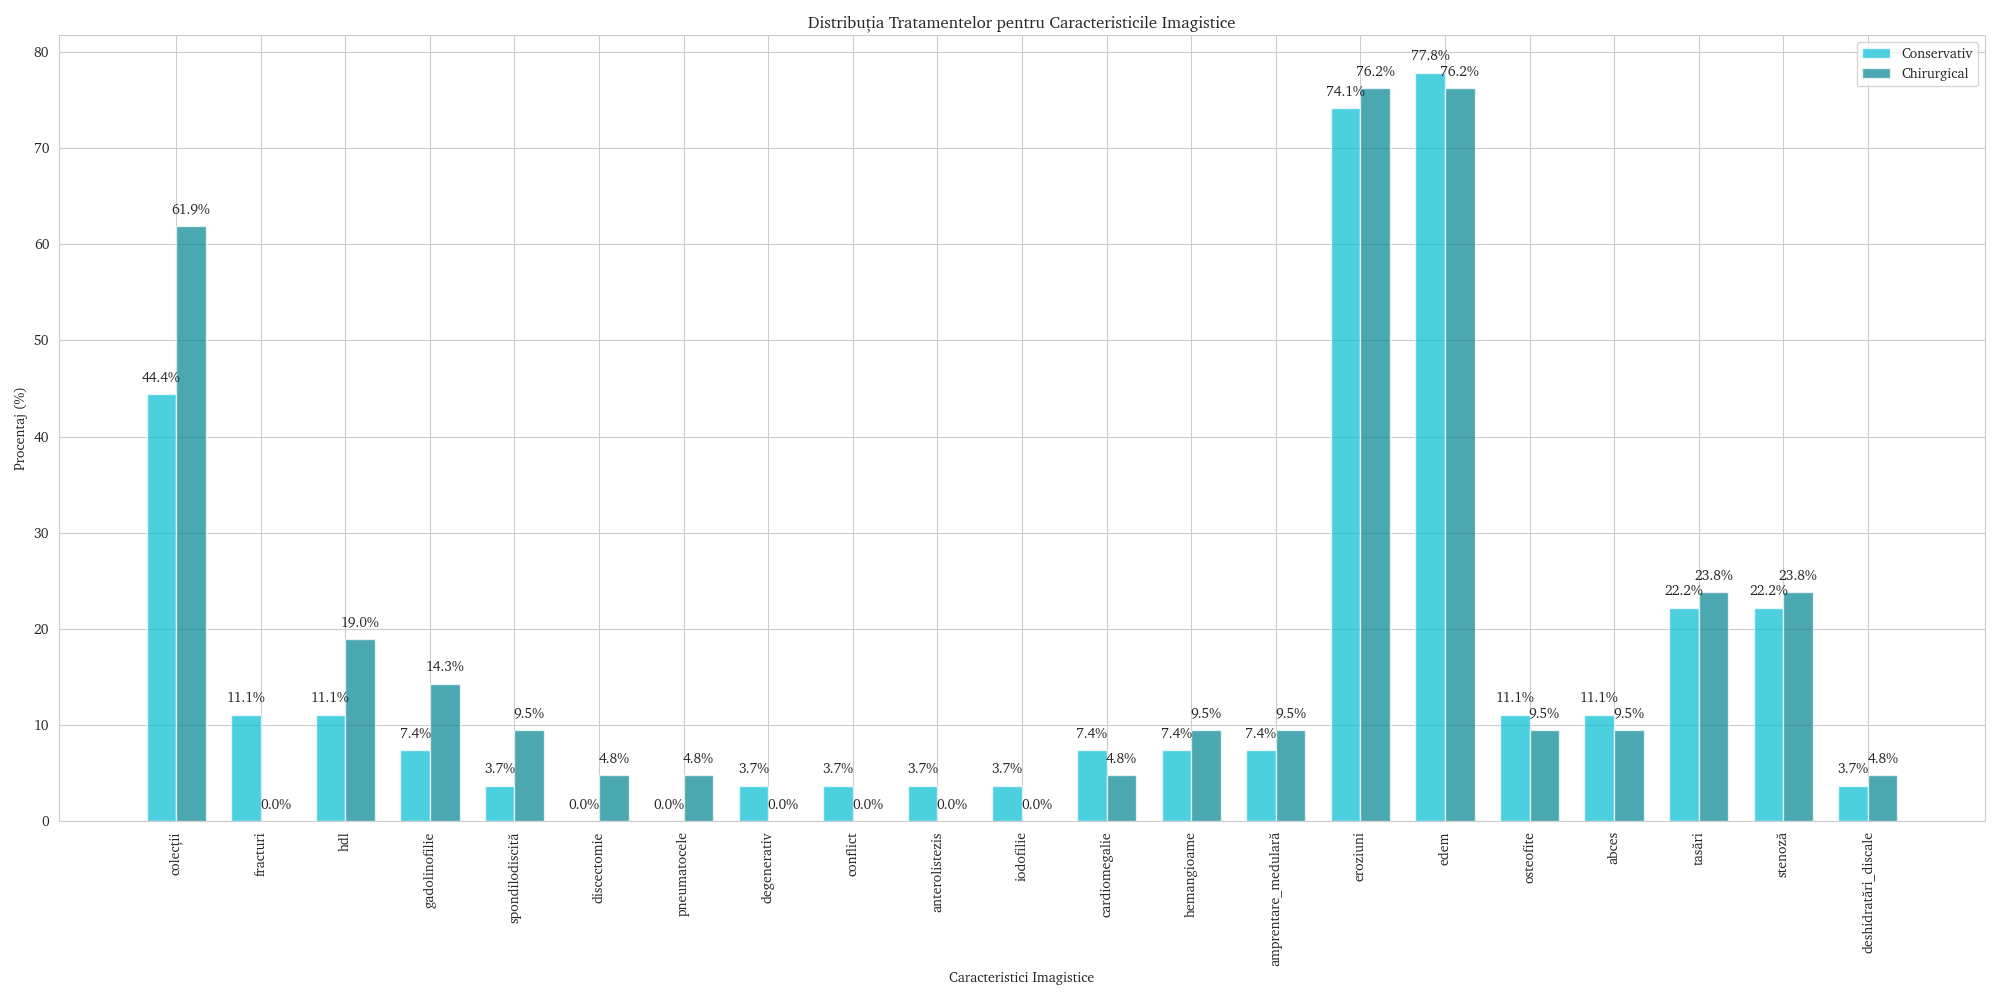 Distribuția Tratamentelor pentru Caracteristicile Imagistice
Conservativ
Chirurgical
Procentaj (%)
80
70
60
50
40
30
20
10
0
44.4%
61.9%
11.1%
0.0%
11.1%
19.0%
7.4%
14.3%
3.7%
9.5%
0.0%
4.8%
0.0%
4.8%
3.7%
0.0%
3.7%
0.0%
3.7%
0.0%
3.7%
0.0%
7.4%
4.8%
7.4%
9.5%
7.4%
9.5%
74.1%
76.2%
77.8%
76.2%
11.1%
9.5%
11.1%
9.5%
22.2%
23.8%
22.2%
23.8%
3.7%
4.8%
colecții
fracturi
hdl
gadolinofilie
spondilodiscită
discectomie
pneumatocele
degenerativ
conflict
anterolistezis
iodofilie
cardiomegalie
hemangioame
amprentare_medulară
eroziuni
edem
osteofite
abces
tasări
stenoză
deshidratări_discale
Caracteristici Imagistice